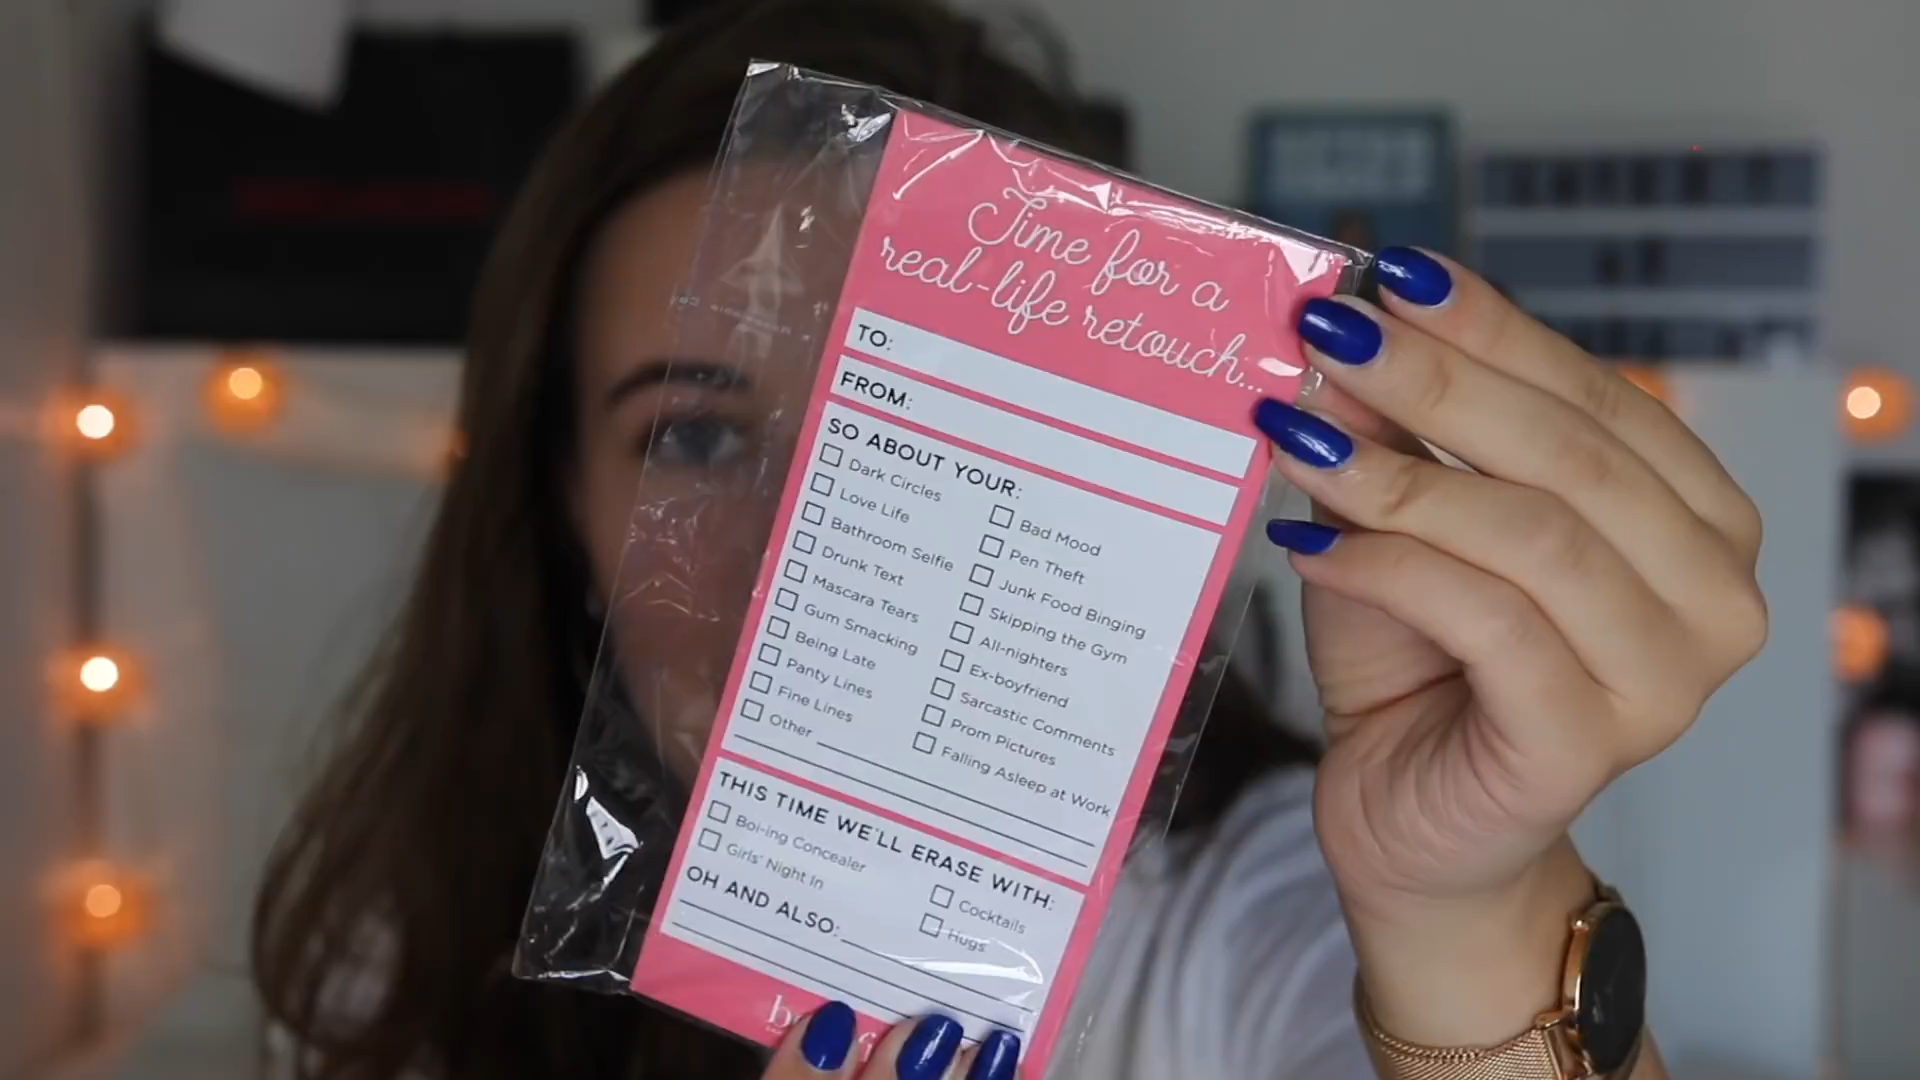 Time for a
real-life retouch...
TO:
FROM:
SO ABOUT YOUR:
Dark Circles
Love Life
Bathroom Selfie
Drunk Text
Mascara Tears
Gum Smacking
Being Late
Panty Lines
Fine Lines
Other
Bad Mood
Pen Theft
Junk Food Binging
Skipping the Gym
All-nighters
Ex-boyfriend
Sarcastic Comments
Prom Pictures
Falling Asleep at Work
THIS TIME WE'LL ERASE WITH:
Boi-ing Concealer
Girls' Night In
Cocktails
Hugs
OH AND ALSO: